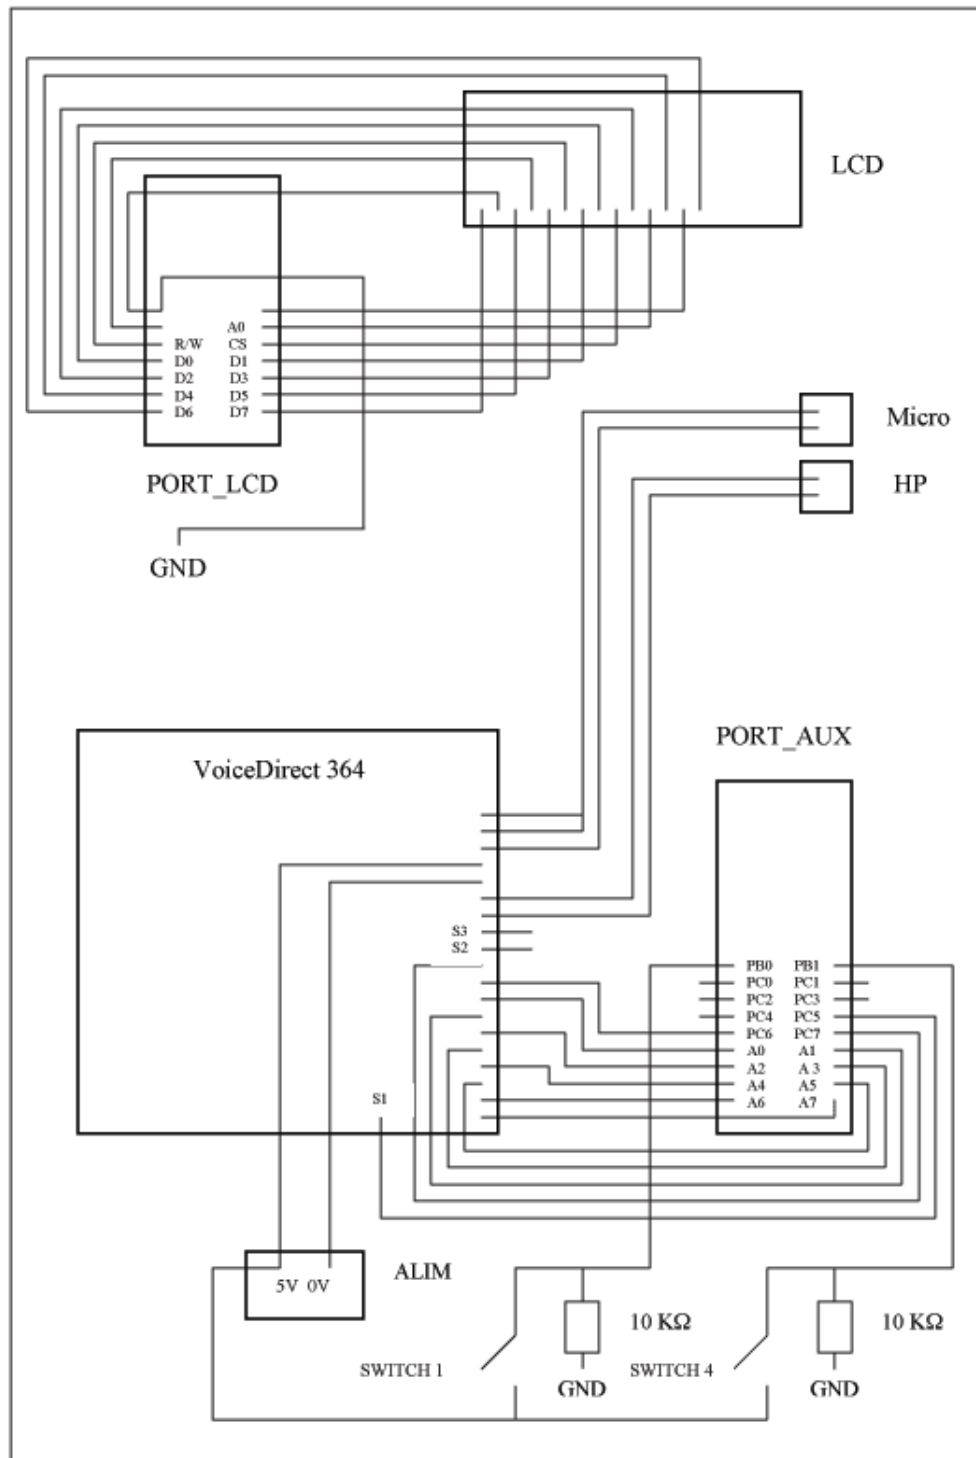 LCD
A0
R/W CS
D0 D1
D2 D3
D4 D5
D6 D7
PORT_LCD
GND
Micro
HP
PORT_AUX
VoiceDirect 364
S3
S2
S1
PB0 PB1
PC0 PC1
PC2 PC3
PC4 PC5
PC6 PC7
A0 A1
A2 A 3
A4 A5
A6 A7
5V 0V
ALIM
SWITCH 1
10 KΩ
GND
SWITCH 4
10 KΩ
GND